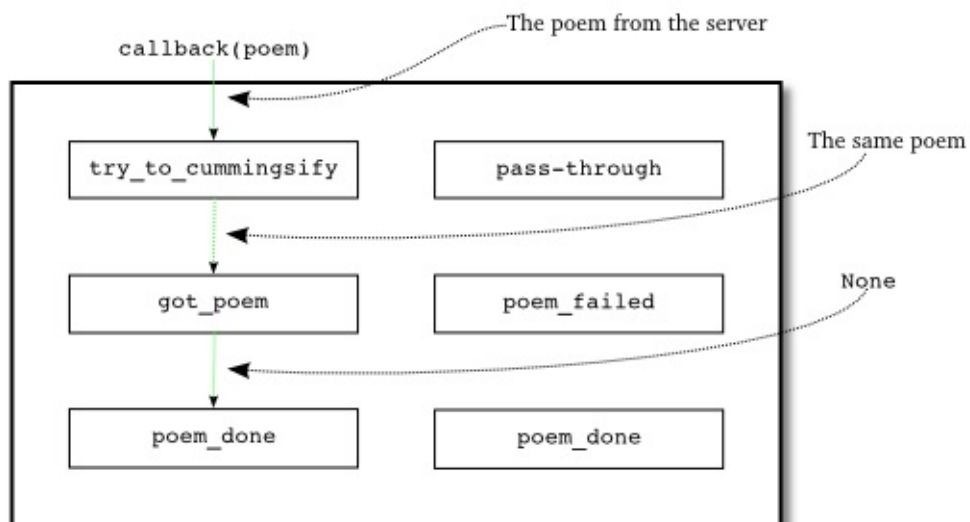 The poem from the server
callback(poem)
The same poem
try_to_cummingsify
pass-through
None
got_poem
poem_failed
poem_done
poem_done